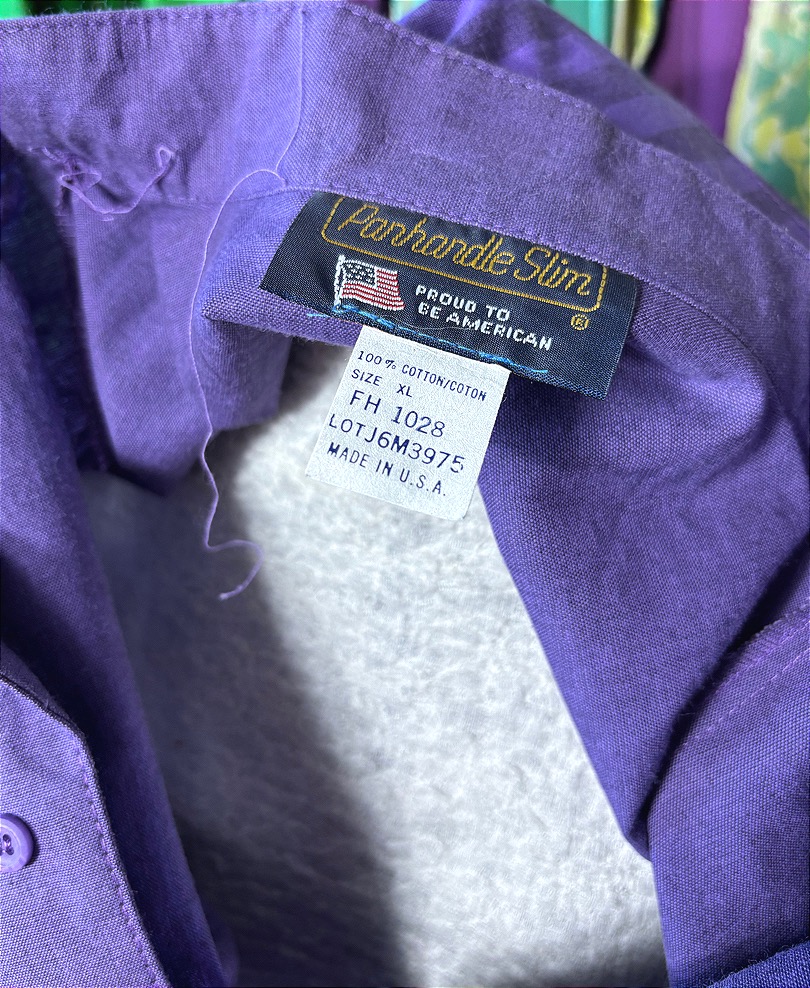 Panhandle Slim
®
PROUD TO
BE AMERICAN
100% COTTON/COTON
SIZE XL
FH 1028
LOTJ6M3975
MADE IN U.S.A.